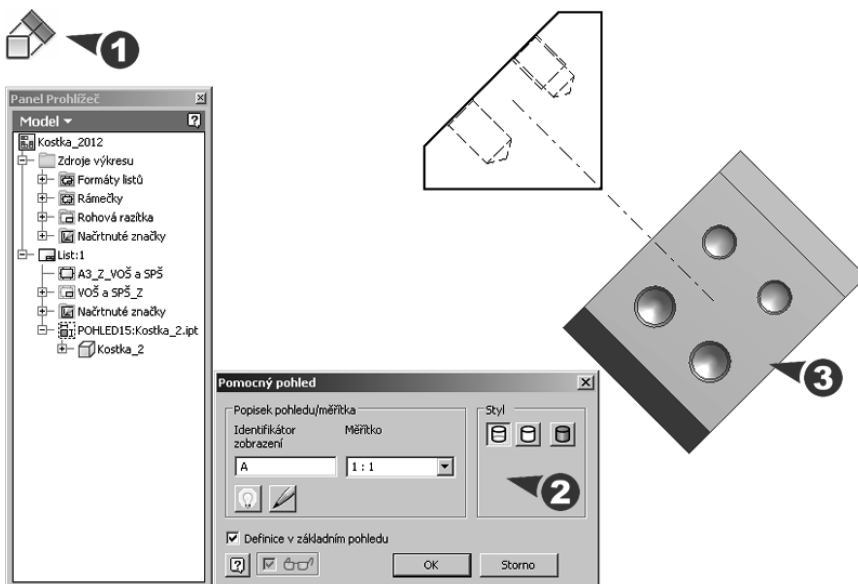 1
Panel Prohlížeč
Model
Kostka_2012
Zdroje výkresu
Formáty listů
Rámečky
Rohová razítka
Načrtnuté značky
List:1
A3_Z_VOŠ a SPŠ
VOŠ a SPŠ_Z
Načrtnuté značky
POHLED15:Kostka_2.ipt
Kostka_2
3
Pomocný pohled
Popisek pohledu/měřítka
Identifikátor zobrazení
Měřítko
A
1 : 1
Styl
2
Definice v základním pohledu
OK
Storno